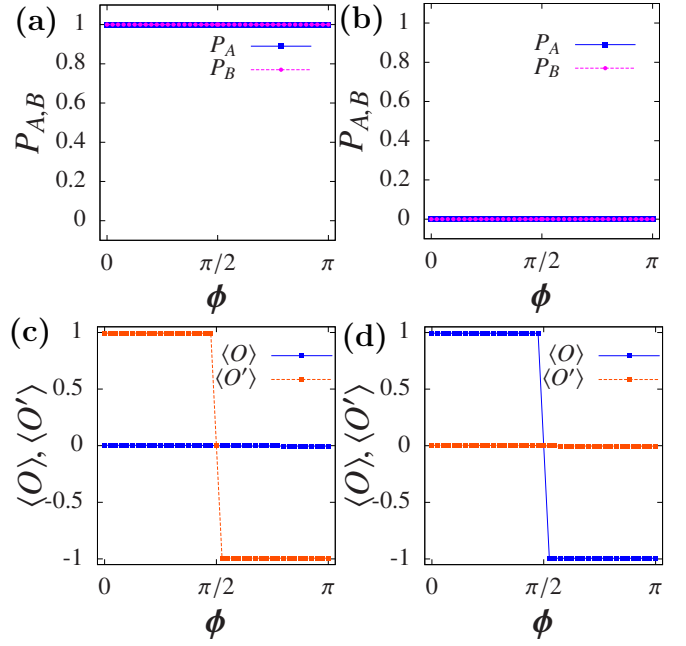 (a)
P_A
P_B
P_{A,B}
1
0.8
0.6
0.4
0.2
0
0
π/2
π
ϕ
(b)
P_A
P_B
P_{A,B}
1
0.8
0.6
0.4
0.2
0
0
π/2
π
ϕ
(c)
⟨O⟩
⟨O′⟩
⟨O⟩, ⟨O′⟩
1
0.5
0
-0.5
-1
0
π/2
π
ϕ
(d)
⟨O⟩
⟨O′⟩
⟨O⟩, ⟨O′⟩
1
0.5
0
-0.5
-1
0
π/2
π
ϕ